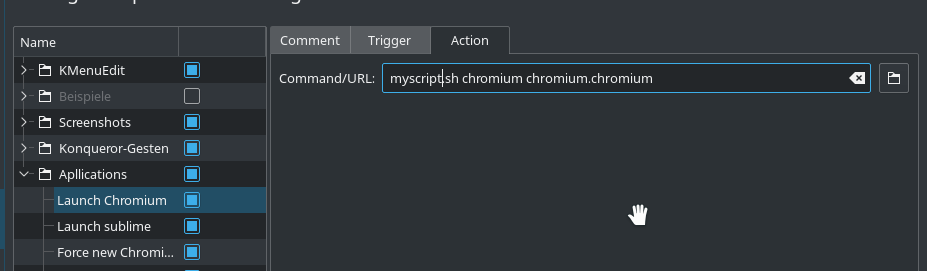 Name
Comment
Trigger
Action
Command/URL: myscript.sh chromium chromium.chromium
KMenuEdit
Beispiele
Screenshots
Konqueror-Gesten
Apllications
Launch Chromium
Launch sublime
Force new Chromi...